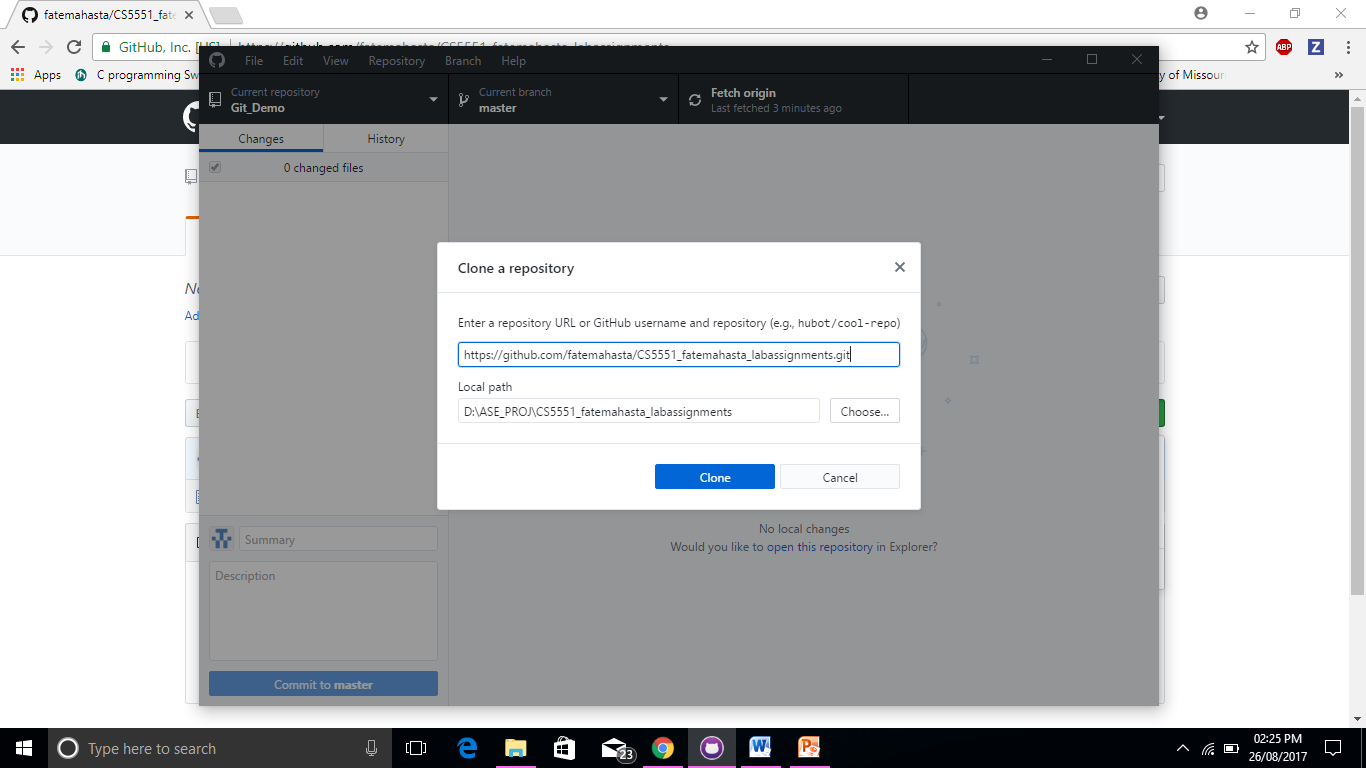 fatemahasta/CS5551_fate
GitHub, Inc. [US] https://github.com/fatemahasta/CS5551_fatemahasta_labassignments
Apps C programming Sw y of Missour »
File Edit View Repository Branch Help
Current repository
Git_Demo
Current branch
master
Fetch origin
Last fetched 3 minutes ago
Changes History
0 changed files
No
Ad
Clone a repository
Enter a repository URL or GitHub username and repository (e.g., hubot/cool-repo)
https://github.com/fatemahasta/CS5551_fatemahasta_labassignments.git
Local path
D:\ASE_PROJ\CS5551_fatemahasta_labassignments
Choose...
Clone Cancel
No local changes
Would you like to open this repository in Explorer?
Summary
Description
Commit to master
Type here to search
23
02:25 PM
26/08/2017
ABP
Z